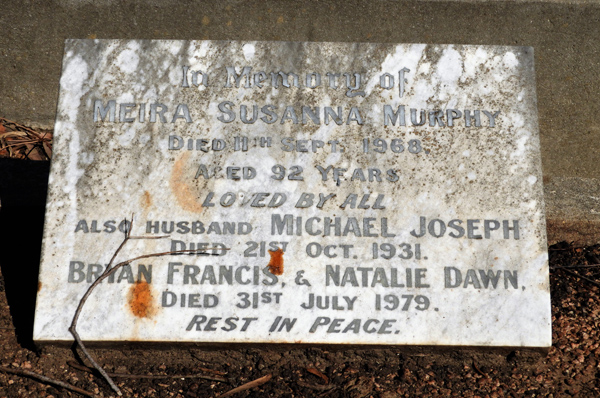 In Memory of
MEIRA SUSANNA MURPHY
DIED 11TH SEPT. 1968
AGED 92 YEARS
LOVED BY ALL
ALSO HUSBAND MICHAEL JOSEPH
DIED 21ST OCT. 1931.
BRYAN FRANCIS, & NATALIE DAWN,
DIED 31ST JULY 1979.
REST IN PEACE.